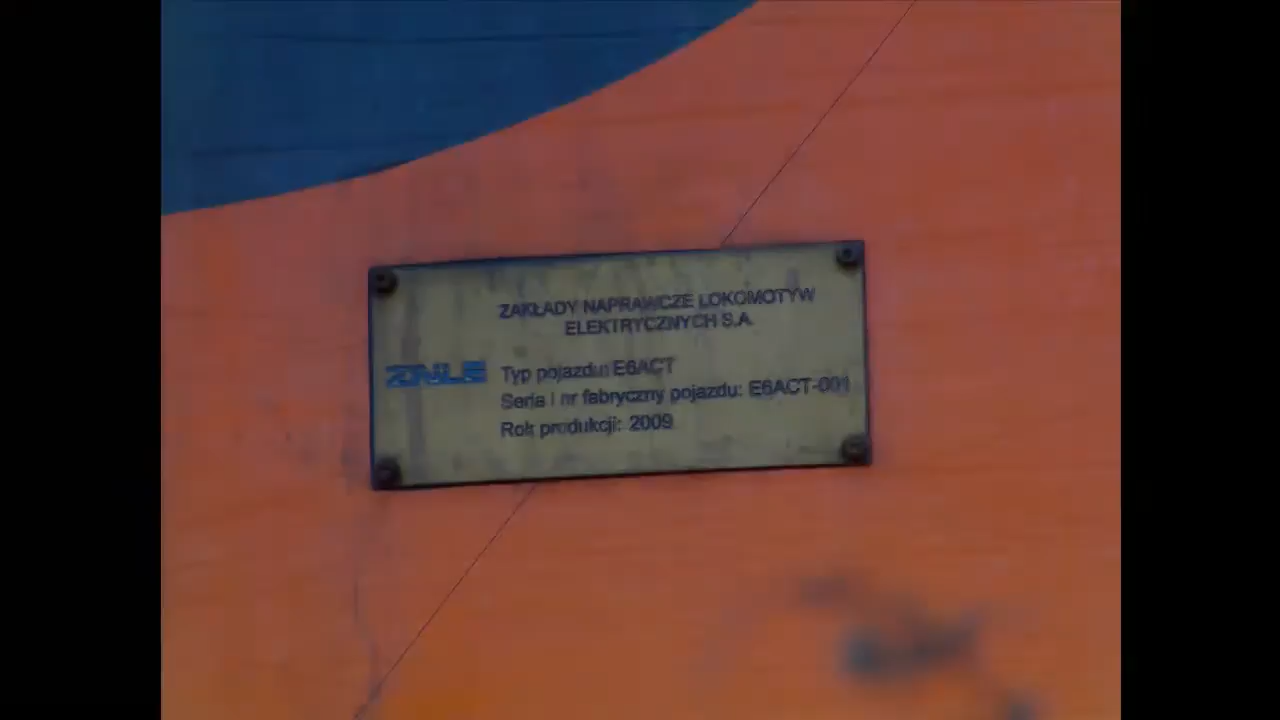 ZAKŁADY NAPRAWCZE LOKOMOTYW
ELEKTRYCZNYCH S.A.
ZNLE
Typ pojazdu: E6ACT
Seria i nr fabryczny pojazdu: E6ACT-001
Rok produkcji: 2009